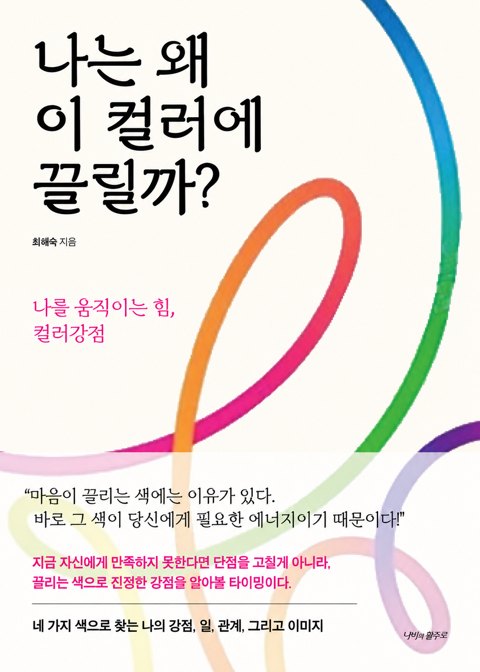 나는 왜
이 컬러에
끌릴까?
최해숙 지음
나를 움직이는 힘,
컬러강점
“마음이 끌리는 색에는 이유가 있다.
바로 그 색이 당신에게 필요한 에너지이기 때문이다!”
지금 자신에게 만족하지 못한다면 단점을 고칠게 아니라,
끌리는 색으로 진정한 강점을 알아볼 타이밍이다.
네 가지 색으로 찾는 나의 강점, 일, 관계, 그리고 이미지
나비의 활주로